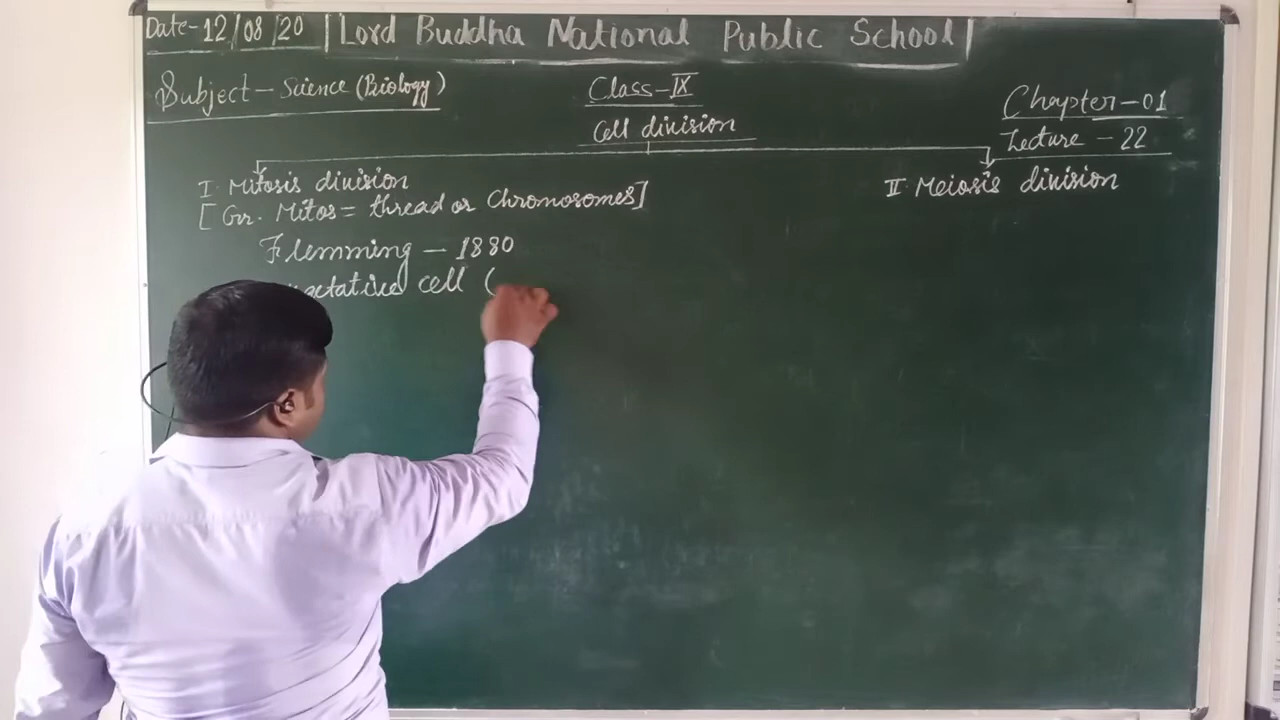 Date-12/08/20 Lord Buddha National Public School
Subject - Science (Biology)
Class-IX
Chapter-01
Cell division
Lecture - 22
I Mitosis division
II Meiosis division
[Gr. Mitos = thread or Chromosomes]
Flemming - 1880
cell (